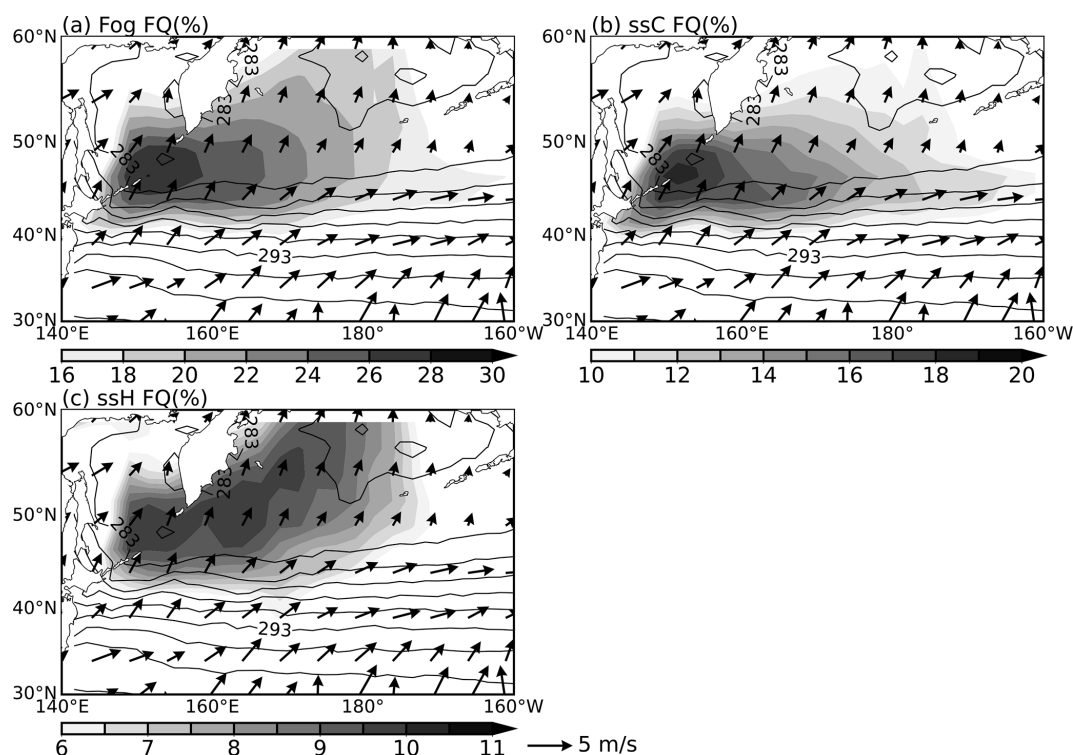 (a) Fog FQ(%)
(b) ssC FQ(%)
60°N
283
283
283
50°N
40°N
293
30°N
140°E
160°E
180°
160°W
60°N
283
283
283
50°N
40°N
293
30°N
140°E
160°E
180°
160°W
16 18 20 22 24 26 28 30
10 12 14 16 18 20
(c) ssH FQ(%)
60°N
283
283
283
50°N
40°N
293
30°N
140°E
160°E
180°
160°W
6 7 8 9 10 11
5 m/s